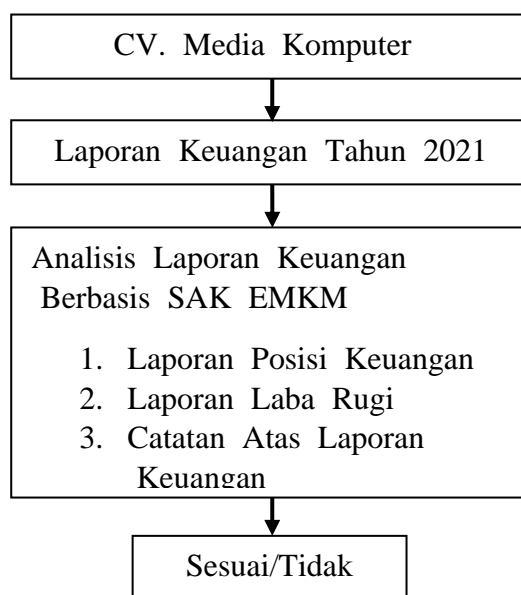 CV. Media Komputer
Laporan Keuangan Tahun 2021
Analisis Laporan Keuangan
Berbasis SAK EMKM
1. Laporan Posisi Keuangan
2. Laporan Laba Rugi
3. Catatan Atas Laporan
Keuangan
Sesuai/Tidak